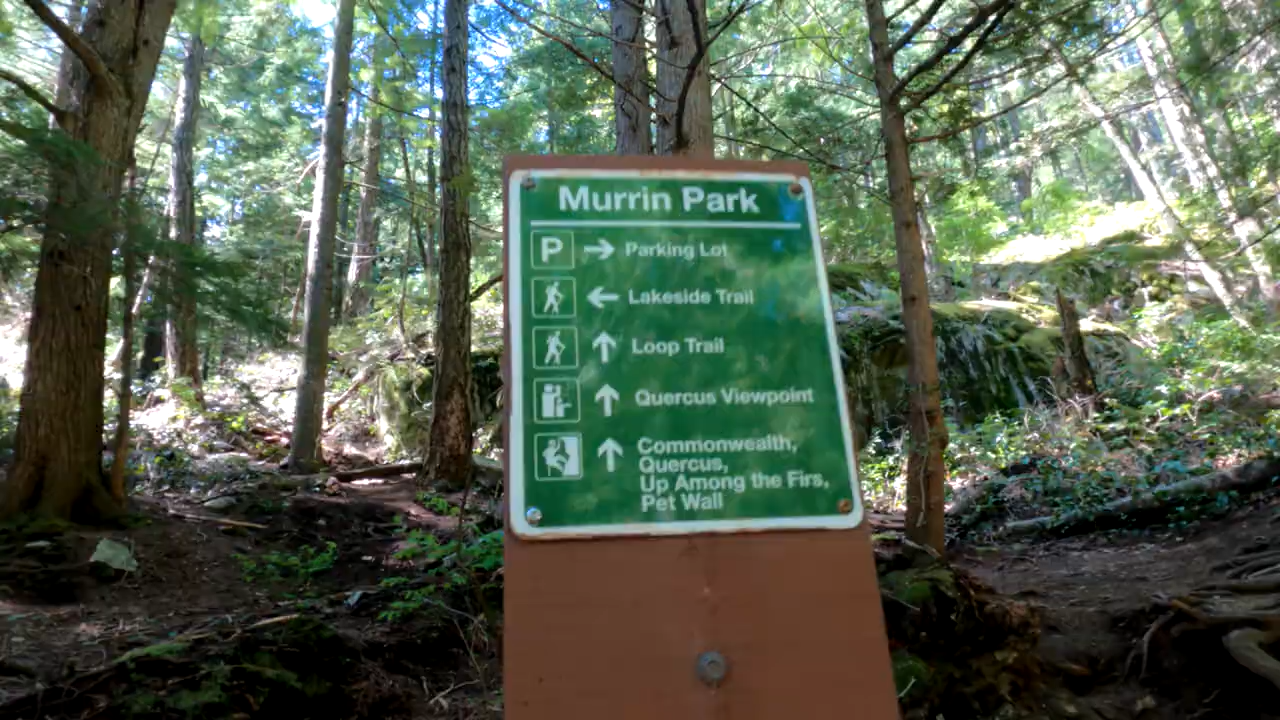 Murrin Park
P → Parking Lot
← Lakeside Trail
↑ Loop Trail
↑ Quercus Viewpoint
↑ Commonwealth,
Quercus,
Up Among the Firs,
Pet Wall